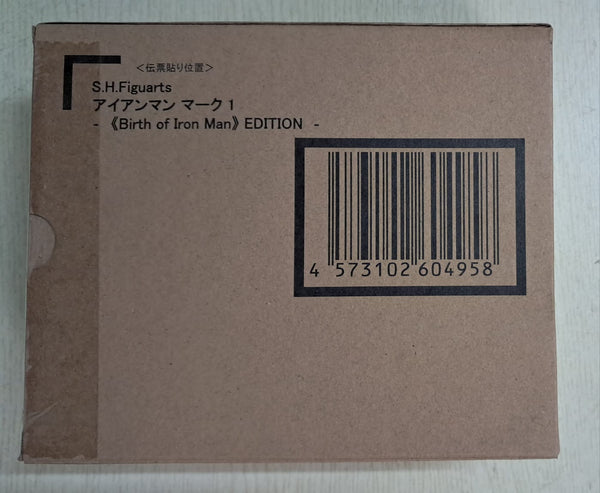 ＜伝票貼り位置＞
S.H.Figuarts
アイアンマン マーク 1
- 《Birth of Iron Man》 EDITION -
4 573102 604958